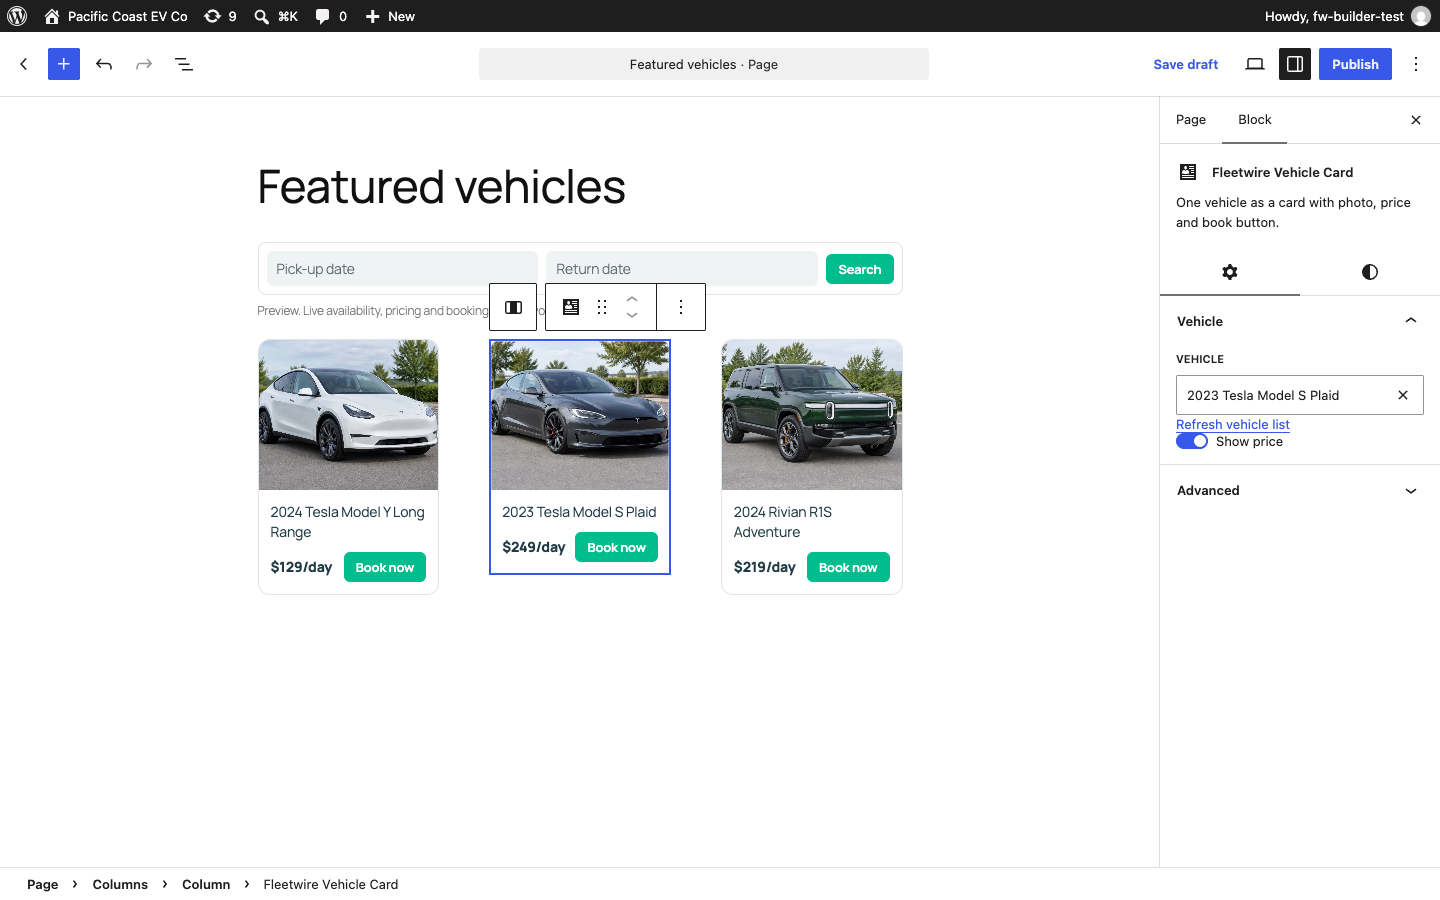 Pacific Coast EV Co 9 ⌘K 0 New Howdy, fw-builder-test
Featured vehicles · Page
Save draft
Publish
Page Block
Fleetwire Vehicle Card
One vehicle as a card with photo, price
and book button.
Vehicle
VEHICLE
2023 Tesla Model S Plaid
Refresh vehicle list
Show price
Advanced
Featured vehicles
Pick-up date Return date Search
Preview. Live availability, pricing and booking
2024 Tesla Model Y Long
Range
$129/day Book now
2023 Tesla Model S Plaid
$249/day Book now
2024 Rivian R1S
Adventure
$219/day Book now
Page Columns Column Fleetwire Vehicle Card